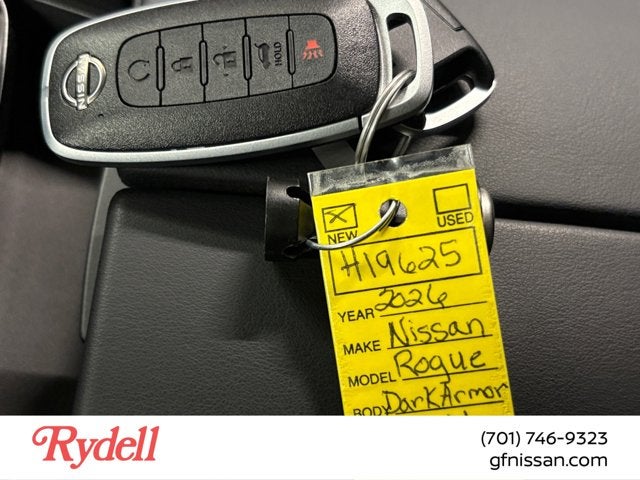 NISSAN
HOLD
NEW USED
H19625
YEAR 2026
MAKE Nissan
MODEL Rogue
BODY Dark Armor
Rydell
(701) 746-9323
gfnissan.com